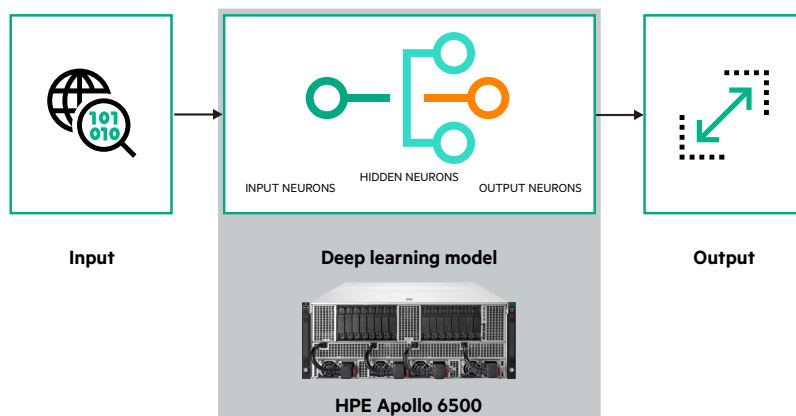 101
010
INPUT NEURONS
HIDDEN NEURONS
OUTPUT NEURONS
Input
Deep learning model
Output
HPE Apollo 6500